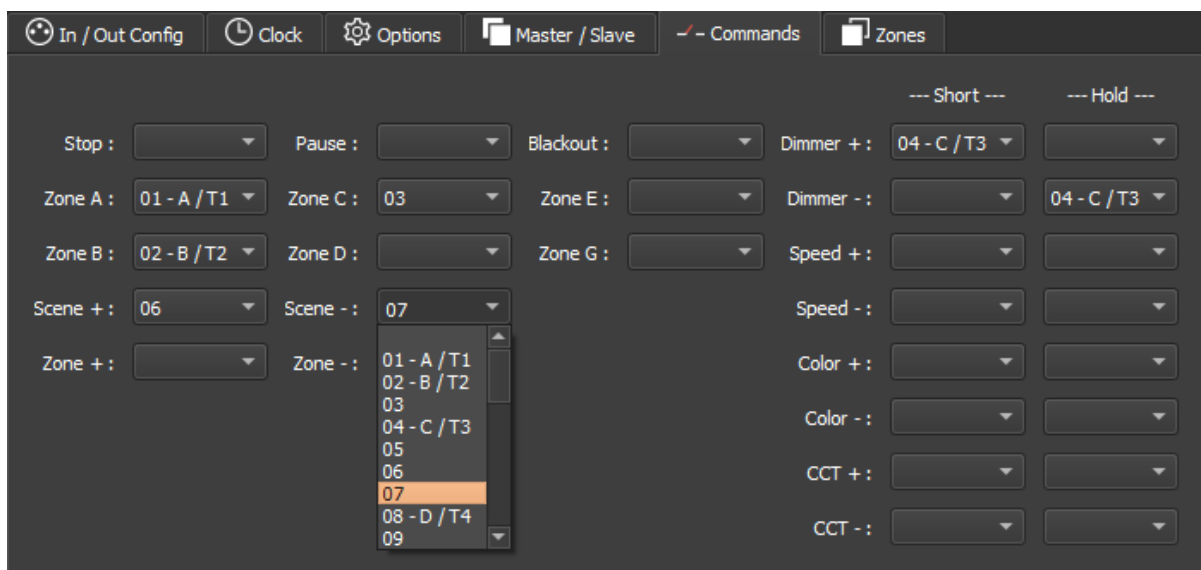 In / Out Config Clock Options Master / Slave Commands Zones
--- Short --- --- Hold ---
Stop : Pause : Blackout : Dimmer + : 04 - C / T3
Zone A : 01 - A / T1 Zone C : 03 Zone E : Dimmer - : 04 - C / T3
Zone B : 02 - B / T2 Zone D : Zone G : Speed + :
Scene + : 06 Scene - : 07 Speed - :
Zone + : Zone - : Color + :
01 - A / T1
02 - B / T2
03
04 - C / T3
05
06
07
08 - D / T4
09
Color - :
CCT + :
CCT - :